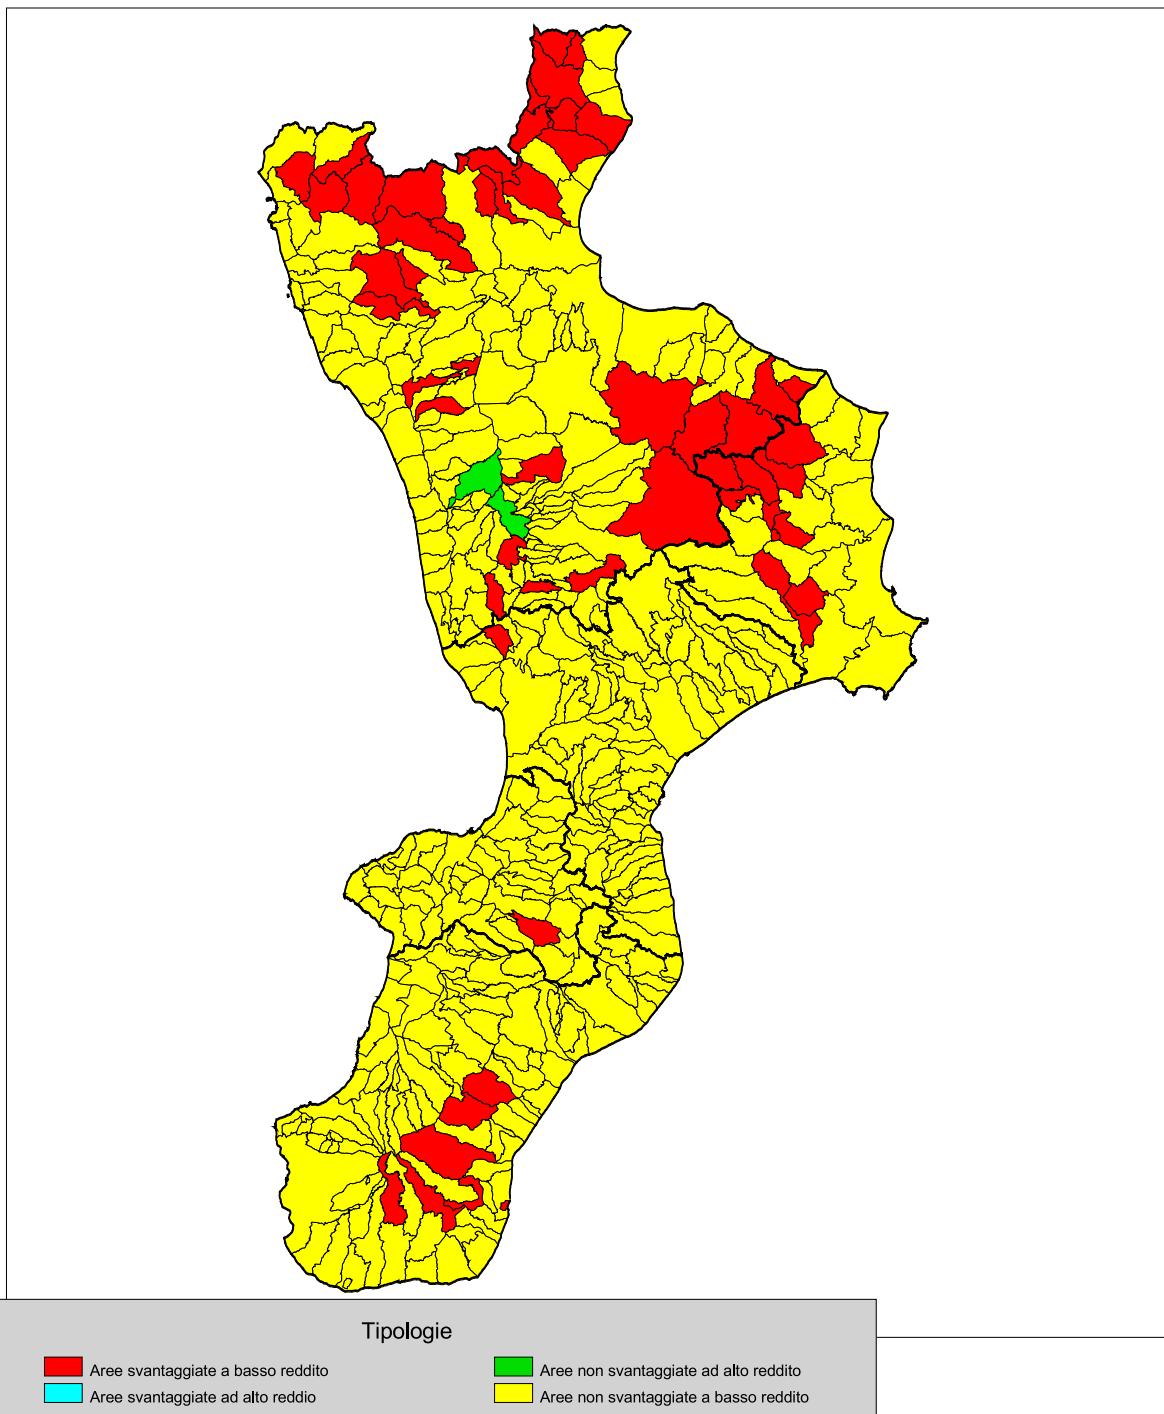 Tipologie
Aree svantaggiate a basso reddito
Aree non svantaggiate ad alto reddito
Aree svantaggiate ad alto reddio
Aree non svantaggiate a basso reddito